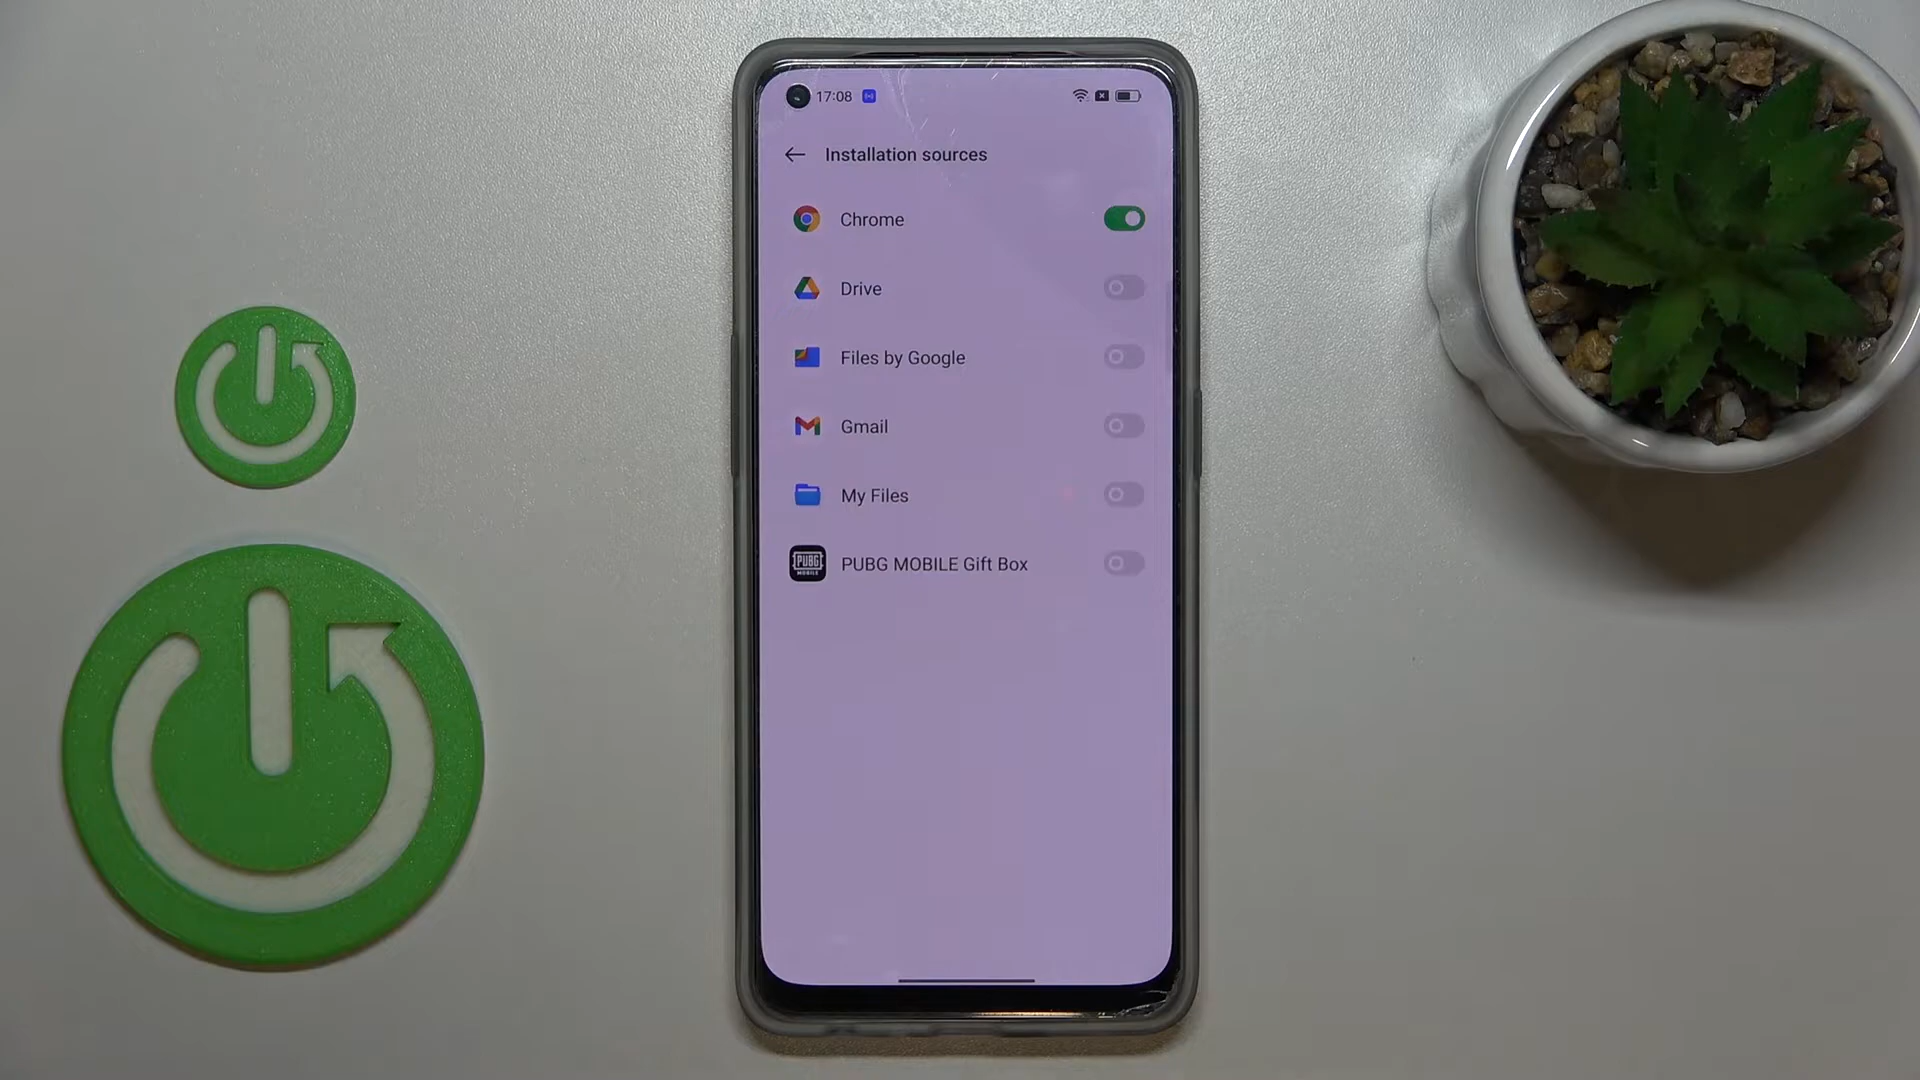 17:08
Installation sources
Chrome
Drive
Files by Google
Gmail
My Files
PUBG MOBILE
PUBG MOBILE Gift Box